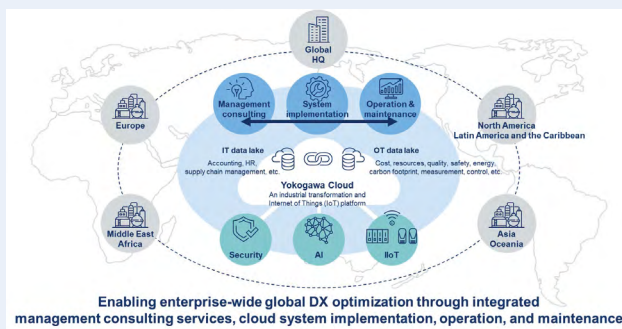 Global
HQ
Management
consulting
System
implementation
Operation &
maintenance
Europe
North America
Latin America and the Caribbean
IT data lake
Accounting, HR,
supply chain management, etc.
OT data lake
Cost, resources, quality, safety, energy,
carbon footprint, measurement, control, etc.
Yokogawa Cloud
An industrial transformation and
Internet of Things (IoT) platform
Middle East
Africa
Asia
Oceania
Security
AI
IIoT
Enabling enterprise-wide global DX optimization through integrated
management consulting services, cloud system implementation, operation, and maintenance